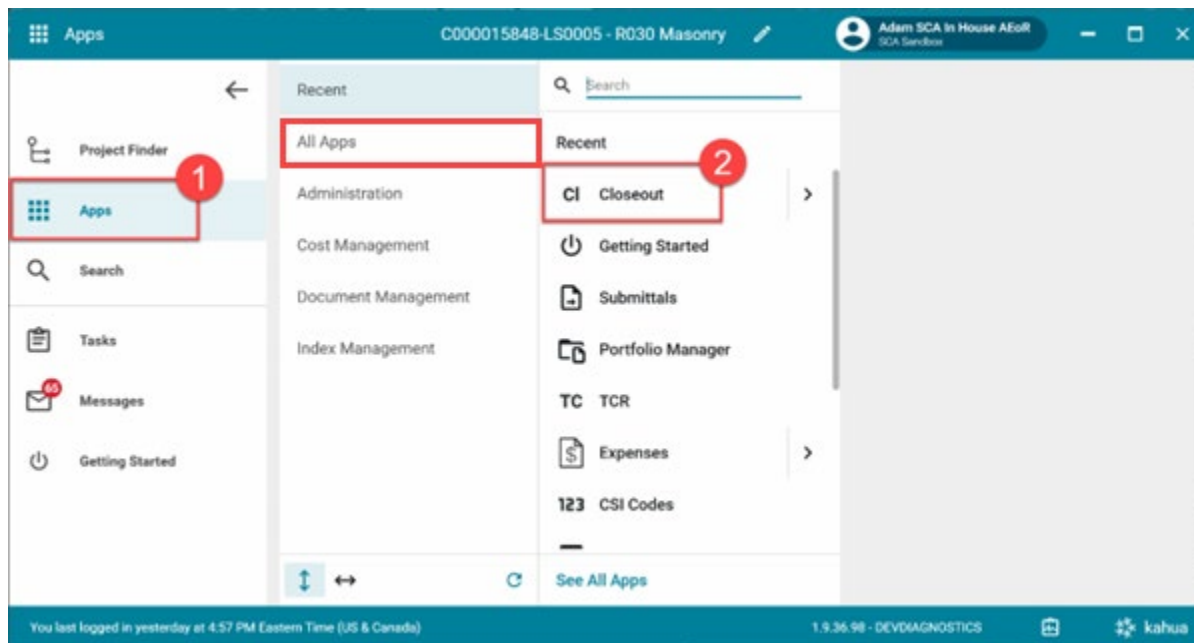 Apps
C000015848-LS0005 - R030 Masonry
Adam SCA In House AEoR
SCA Sandbox
Project Finder
1
Apps
Search
Tasks
65
Messages
Getting Started
Recent
All Apps
Administration
Cost Management
Document Management
Index Management
Search
Recent
2
Cl Closeout
Getting Started
Submittals
Portfolio Manager
TC TCR
$ Expenses
123 CSI Codes
See All Apps
You last logged in yesterday at 4:57 PM Eastern Time (US & Canada)
1.9.36.98 - DEVDIAGNOSTICS
kahua